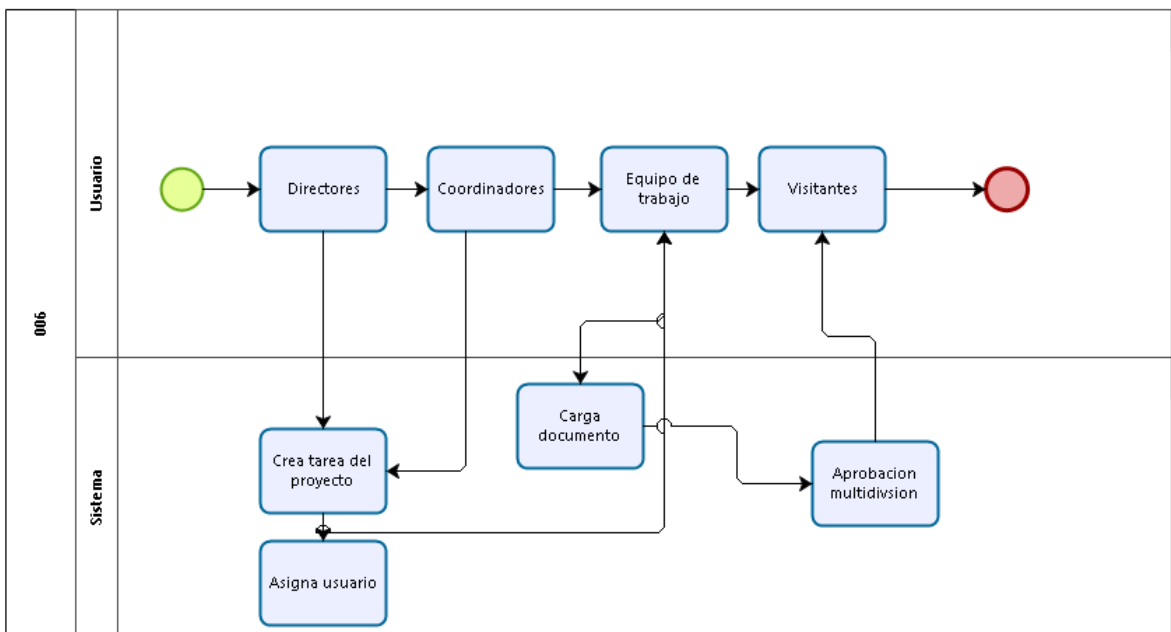 006
Usuario
Directores
Coordinadores
Equipo de
trabajo
Visitantes
Sistema
Crea tarea del
proyecto
Asigna usuario
Carga
documento
Aprobacion
multidivsion